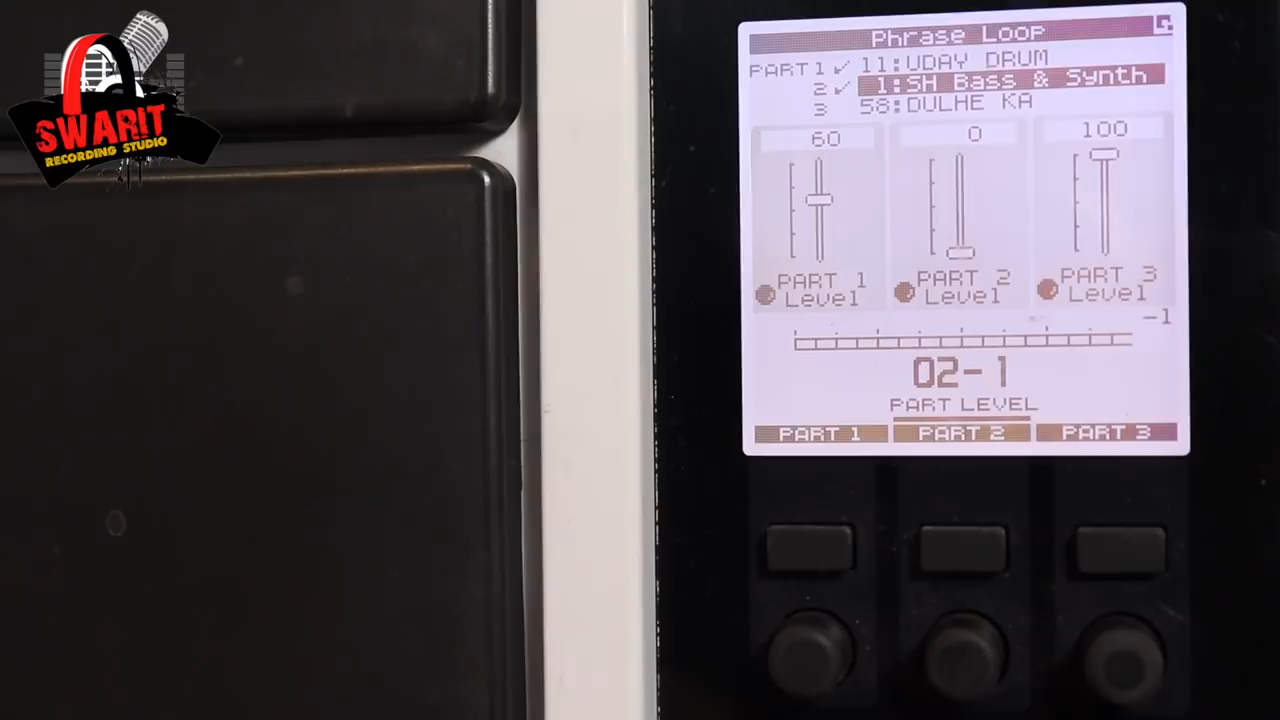 SWARIT
RECORDING STUDIO
Phrase Loop
PART 1 ✓ 11:UDAY DRUM
2 ✓ 1:SH Bass & Synth
3 58:DULHE KA
60 0 100
PART 1 Level
PART 2 Level
PART 3 Level
-1
02-1
PART LEVEL
PART 1 PART 2 PART 3